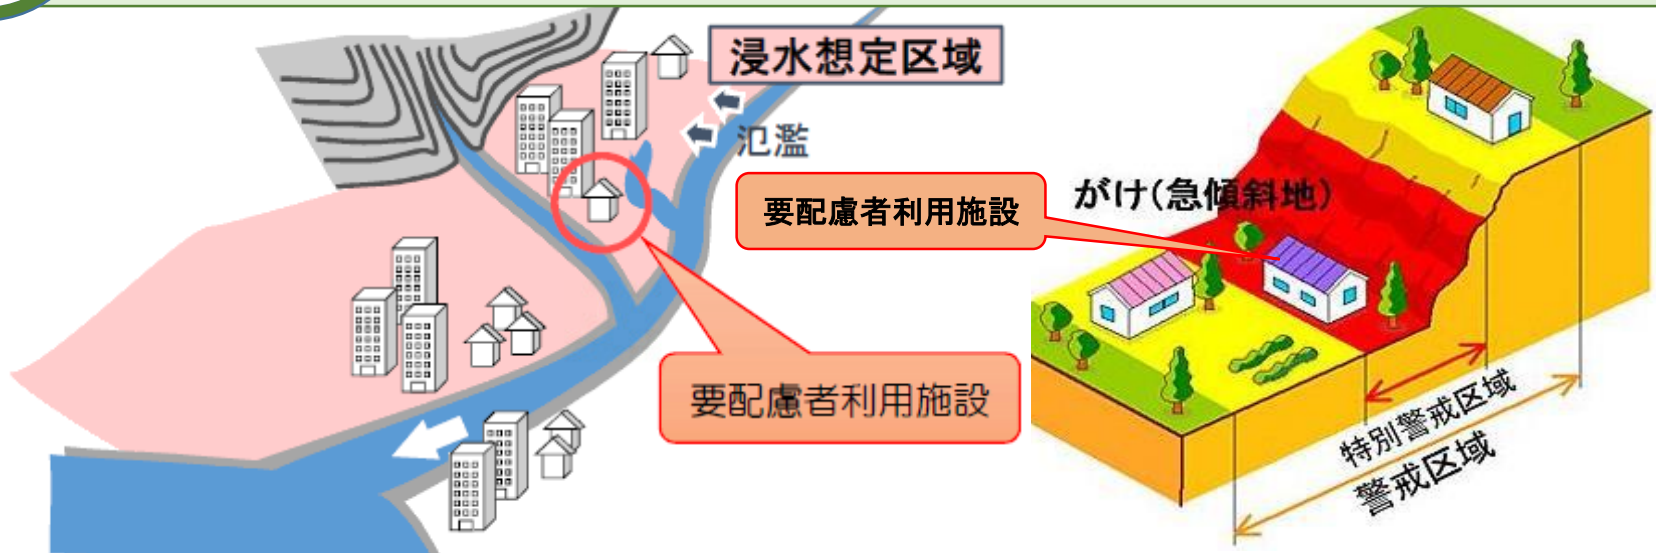 浸水想定区域
氾濫
要配慮者利用施設
要配慮者利用施設
がけ(急傾斜地)
特別警戒区域
警戒区域